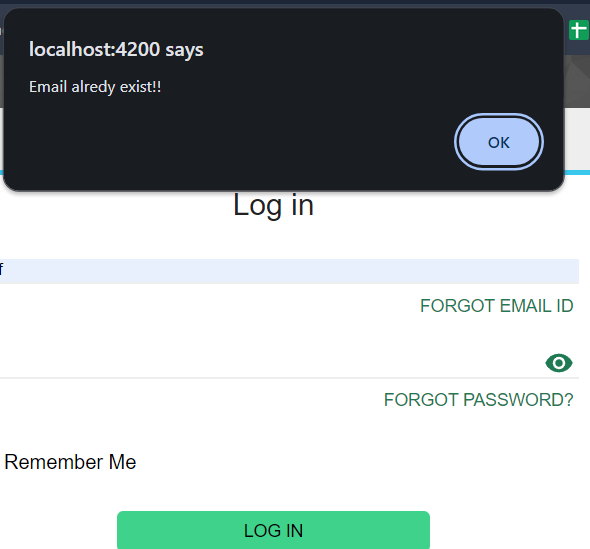 localhost:4200 says
Email alredy exist!!
OK
Log in
f
FORGOT EMAIL ID
FORGOT PASSWORD?
Remember Me
LOG IN